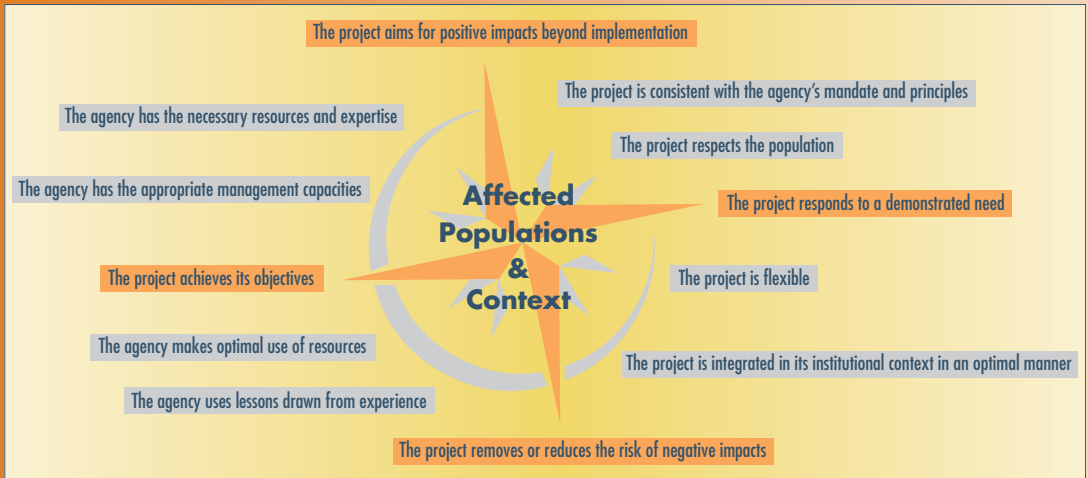 The project aims for positive impacts beyond implementation
The project is consistent with the agency's mandate and principles
The agency has the necessary resources and expertise
The project respects the population
The agency has the appropriate management capacities
The project responds to a demonstrated need
Affected
Populations
&
Context
The project achieves its objectives
The project is flexible
The agency makes optimal use of resources
The project is integrated in its institutional context in an optimal manner
The agency uses lessons drawn from experience
The project removes or reduces the risk of negative impacts